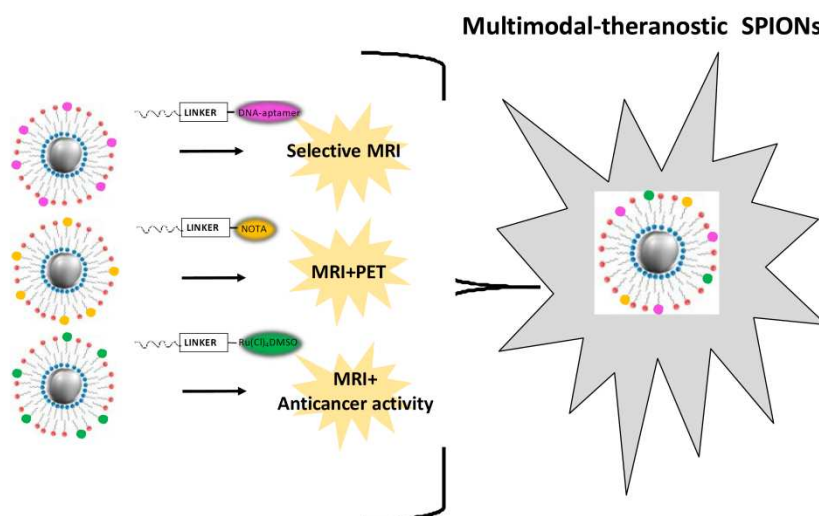 Multimodal-theranostic SPIONs
LINKER
DNA-aptamer
Selective MRI
LINKER
NOTA
MRI+PET
LINKER
Ru(Cl)₄DMSO
MRI+
Anticancer activity